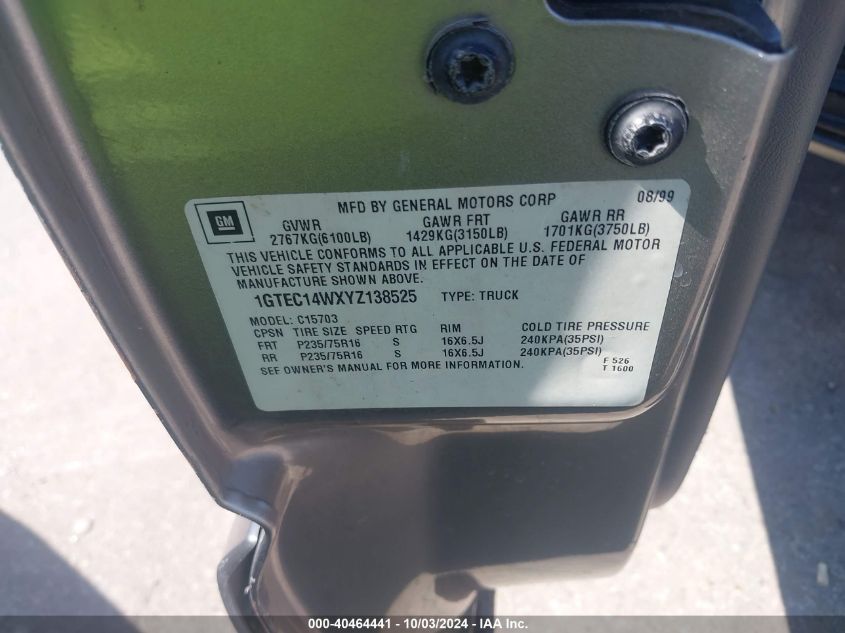 MFD BY GENERAL MOTORS CORP 08/99
GM
GVWR GAWR FRT GAWR RR
2767KG(6100LB) 1429KG(3150LB) 1701KG(3750LB)
THIS VEHICLE CONFORMS TO ALL APPLICABLE U.S. FEDERAL MOTOR
VEHICLE SAFETY STANDARDS IN EFFECT ON THE DATE OF
MANUFACTURE SHOWN ABOVE.
1GTEC14WXYZ138525 TYPE: TRUCK
MODEL: C15703
CPSN TIRE SIZE SPEED RTG RIM COLD TIRE PRESSURE
FRT P235/75R16 S 16X6.5J 240KPA(35PSI)
RR P235/75R16 S 16X6.5J 240KPA(35PSI)
SEE OWNER'S MANUAL FOR MORE INFORMATION.
F 526
T 1600
000-40464441 - 10/03/2024 - IAA Inc.